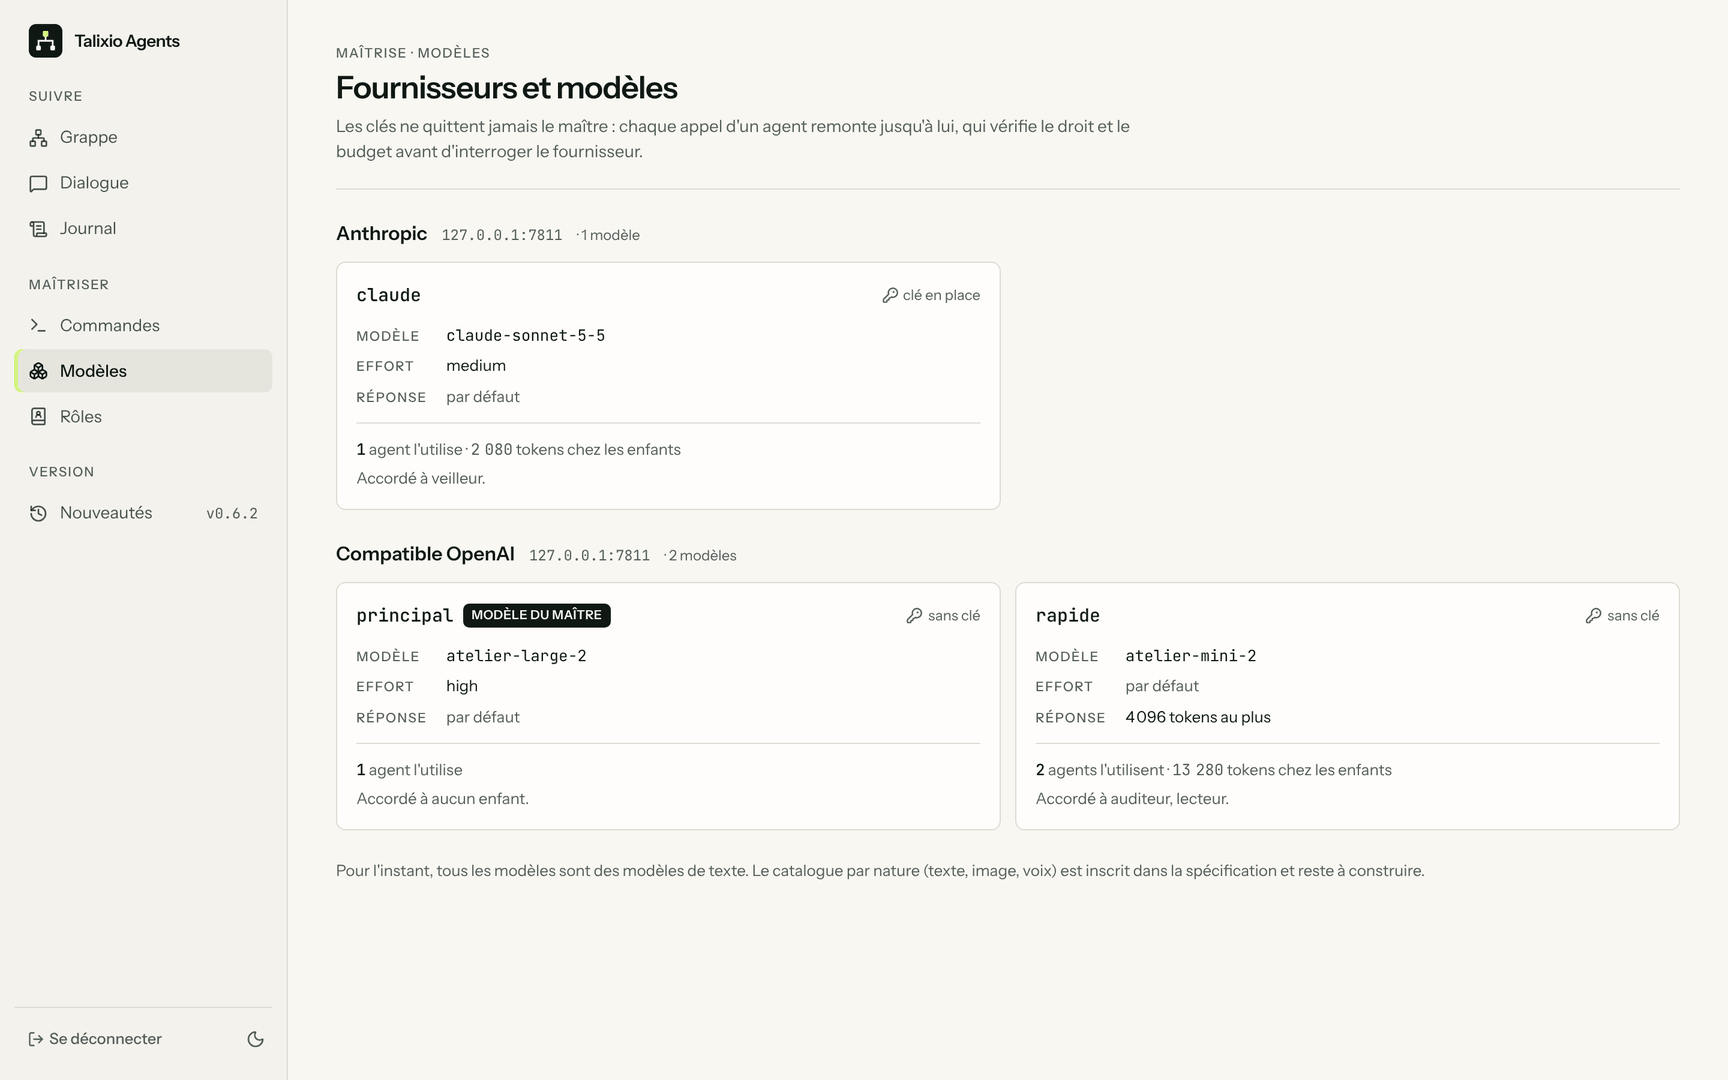 Talixio Agents
SUIVRE
Grappe
Dialogue
Journal
MAÎTRISER
Commandes
Modèles
Rôles
VERSION
Nouveautés v0.6.2
Se déconnecter
MAÎTRISE · MODÈLES
Fournisseurs et modèles
Les clés ne quittent jamais le maître : chaque appel d'un agent remonte jusqu'à lui, qui vérifie le droit et le
budget avant d'interroger le fournisseur.
Anthropic 127.0.0.1:7811 · 1 modèle
claude clé en place
MODÈLE claude-sonnet-5-5
EFFORT medium
RÉPONSE par défaut
1 agent l'utilise · 2 080 tokens chez les enfants
Accordé à veilleur.
Compatible OpenAI 127.0.0.1:7811 · 2 modèles
principal MODÈLE DU MAÎTRE sans clé
MODÈLE atelier-large-2
EFFORT high
RÉPONSE par défaut
1 agent l'utilise
Accordé à aucun enfant.
rapide sans clé
MODÈLE atelier-mini-2
EFFORT par défaut
RÉPONSE 4 096 tokens au plus
2 agents l'utilisent · 13 280 tokens chez les enfants
Accordé à auditeur, lecteur.
Pour l'instant, tous les modèles sont des modèles de texte. Le catalogue par nature (texte, image, voix) est inscrit dans la spécification et reste à construire.